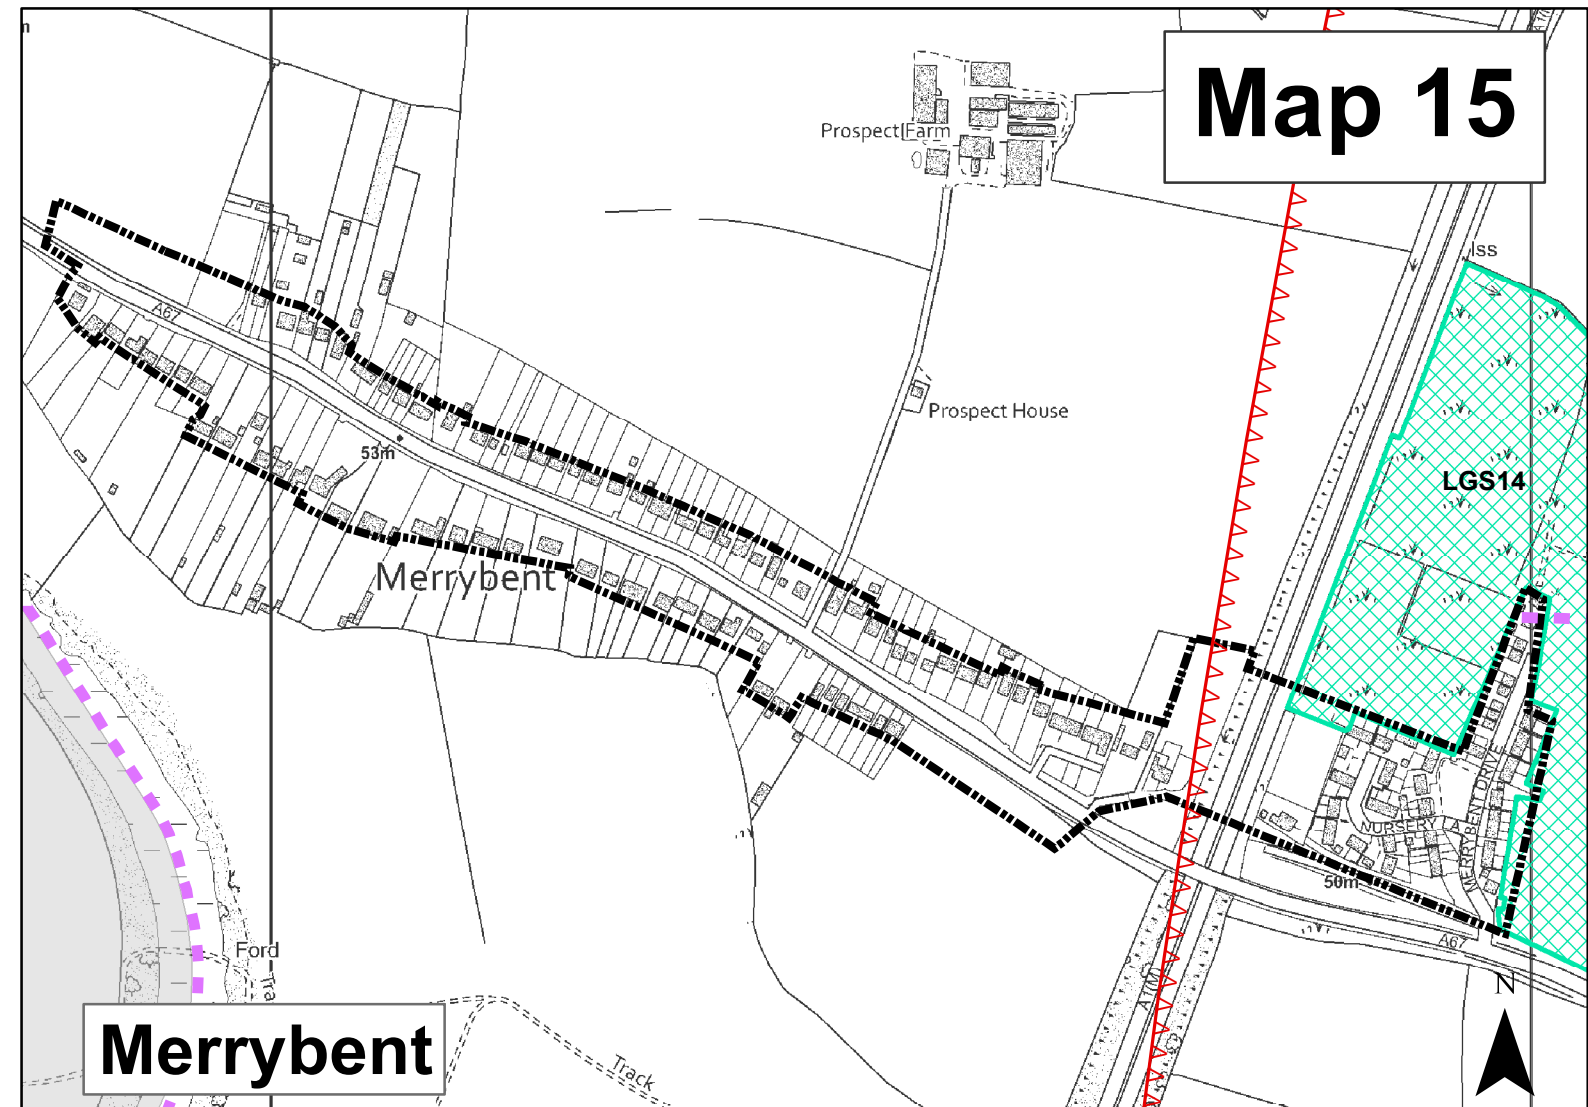 Map 15
Prospect Farm
Iss
A67
Prospect House
53m
LGS14
Merrybent
NURSERY
MERRYBENT DRIVE
50m
A67
Ford
A1(M)
N
Tra
Merrybent
Track